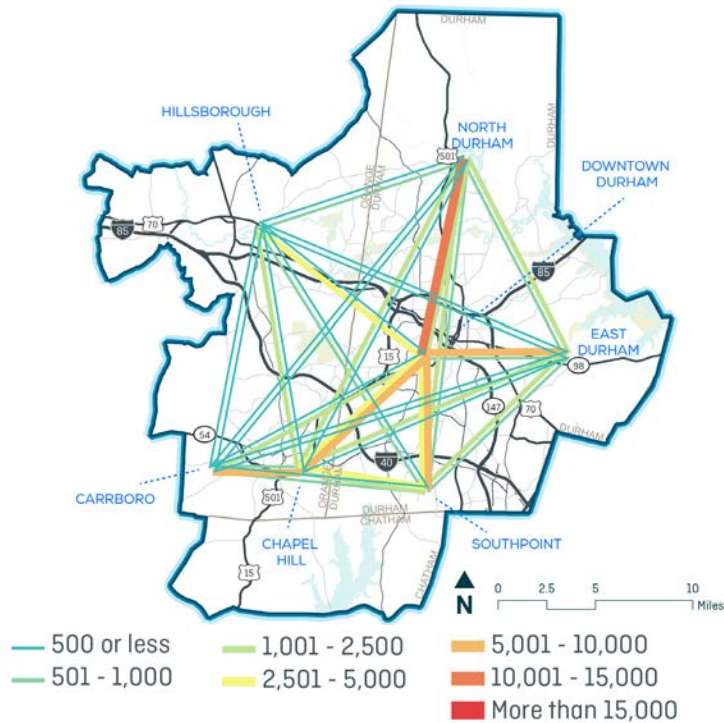 DURHAM
HILLSBOROUGH
NORTH
DURHAM
501
DURHAM
DOWNTOWN
DURHAM
ORANGE
DURHAM
70
85
85
EAST
DURHAM
15
98
147
70
DURHAM
54
40
CARRBORO
501
ORANGE
DURHAM
DURHAM
CHATHAM
CHAPEL
HILL
SOUTHPOINT
15
CHATHAM
N
0 2.5 5 10
Miles
500 or less
501 - 1,000
1,001 - 2,500
2,501 - 5,000
5,001 - 10,000
10,001 - 15,000
More than 15,000